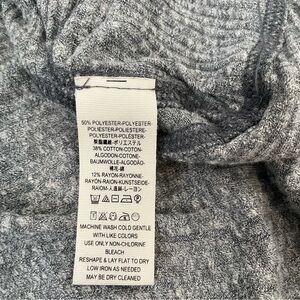 50% POLYESTER-POLYESTER-
POLIESTER-POLIESTERE-
POLYESTER-POLIÉSTER-
聚酯纖維-ポリエステル
38% COTTON-COTON-
ALGODON-COTONE-
BAUMWOLLE-ALGODÃO-
棉花-綿
12% RAYON-RAYONNE-
RAYÓN-RAION-KUNSTSEIDE-
RAIOM-人造絲-レーヨン
MACHINE WASH COLD GENTLE
WITH LIKE COLORS
USE ONLY NON-CHLORINE
BLEACH
RESHAPE & LAY FLAT TO DRY
LOW IRON AS NEEDED
MAY BE DRY CLEANED